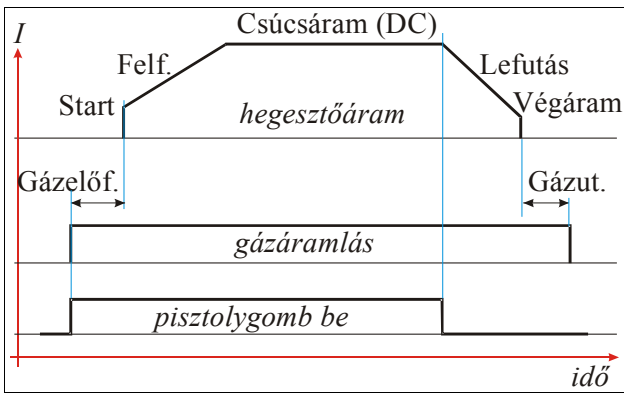 I
Csúcsáram (DC)
Felf.
Lefutás
Start
hegesztőáram
Végáram
Gázelőf.
Gázut.
gázáramlás
pisztolygomb be
idő